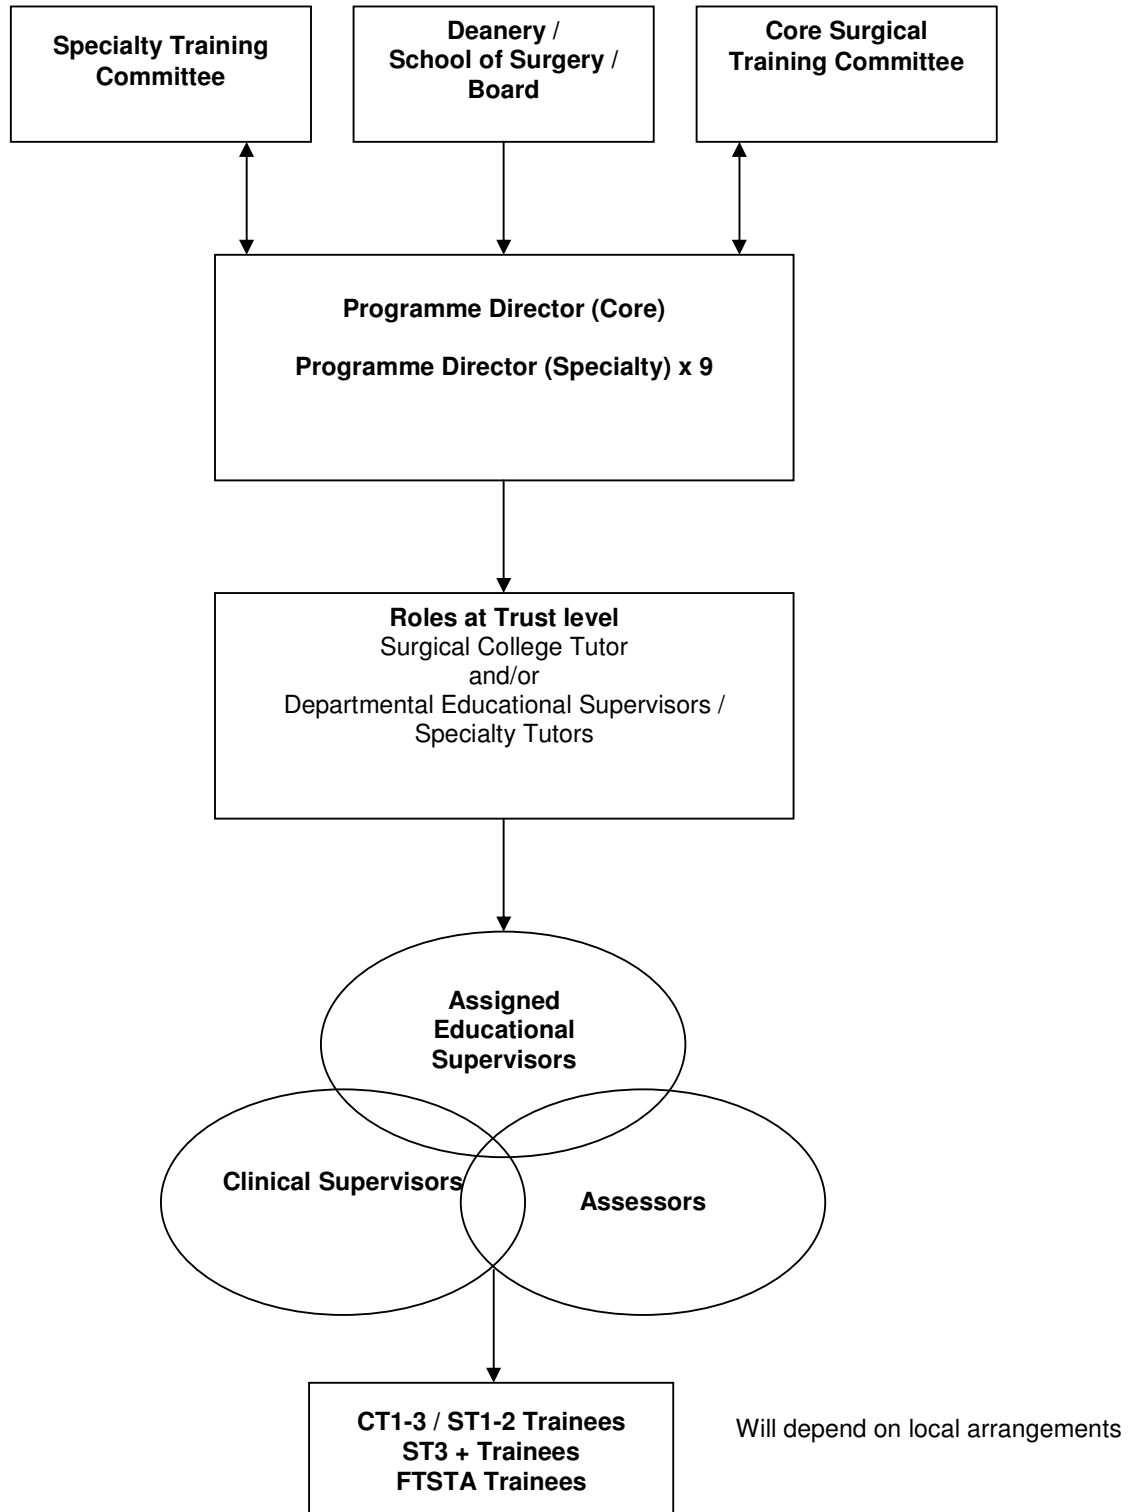 Specialty Training
Committee
Deanery /
School of Surgery /
Board
Core Surgical
Training Committee
Programme Director (Core)
Programme Director (Specialty) x 9
Roles at Trust level
Surgical College Tutor
and/or
Departmental Educational Supervisors /
Specialty Tutors
Assigned
Educational
Supervisors
Clinical Supervisors
Assessors
CT1-3 / ST1-2 Trainees
ST3 + Trainees
FTSTA Trainees
Will depend on local arrangements